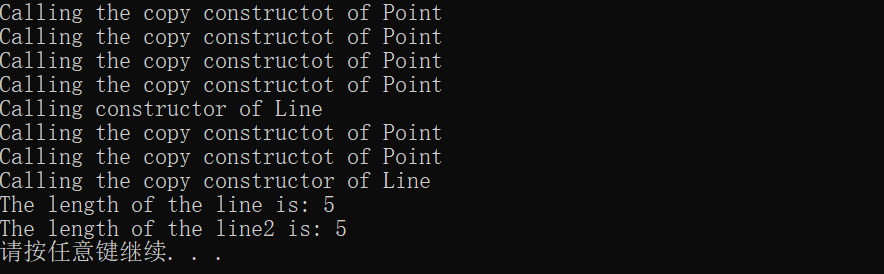 Calling the copy constructot of Point
Calling the copy constructot of Point
Calling the copy constructot of Point
Calling the copy constructot of Point
Calling constructor of Line
Calling the copy constructot of Point
Calling the copy constructot of Point
Calling the copy constructor of Line
The length of the line is: 5
The length of the line2 is: 5
请按任意键继续. . .